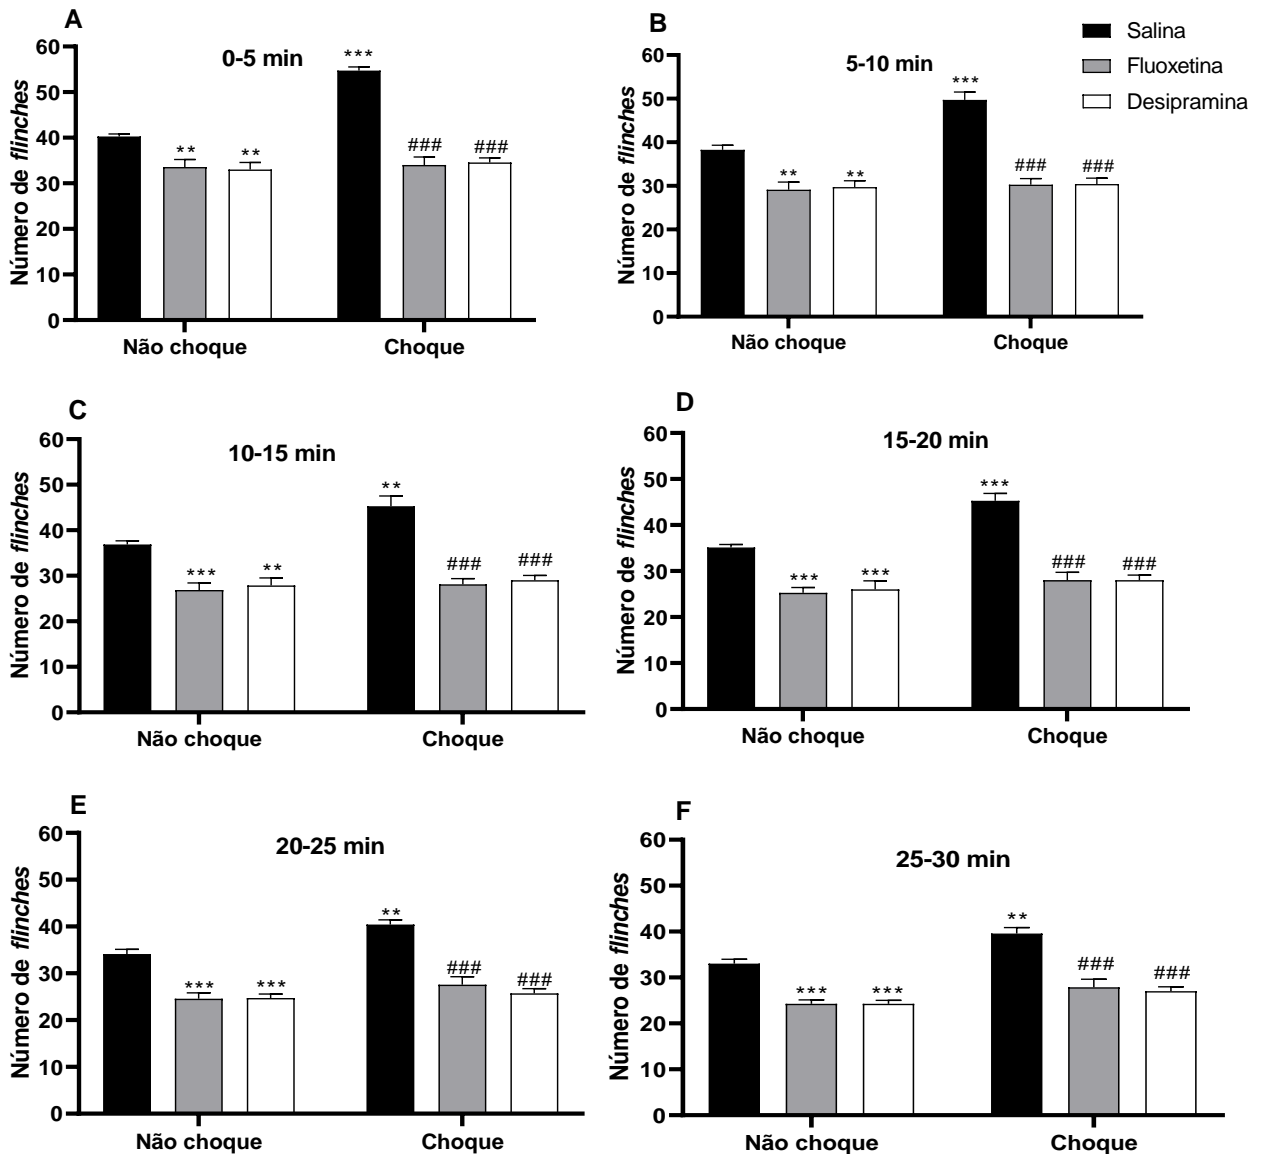 A
0-5 min
Número de flinches
60
50
40
30
20
10
0
** ** *** ### ###
Não choque Choque
B
5-10 min
Número de flinches
60
50
40
30
20
10
0
** ** *** ### ###
Não choque Choque
Salina
Fluoxetina
Desipramina
C
10-15 min
Número de flinches
60
50
40
30
20
10
0
*** ** ** ### ###
Não choque Choque
D
15-20 min
Número de flinches
60
50
40
30
20
10
0
*** *** *** ### ###
Não choque Choque
E
20-25 min
Número de flinches
60
50
40
30
20
10
0
*** *** ** ### ###
Não choque Choque
F
25-30 min
Número de flinches
60
50
40
30
20
10
0
*** *** ** ### ###
Não choque Choque